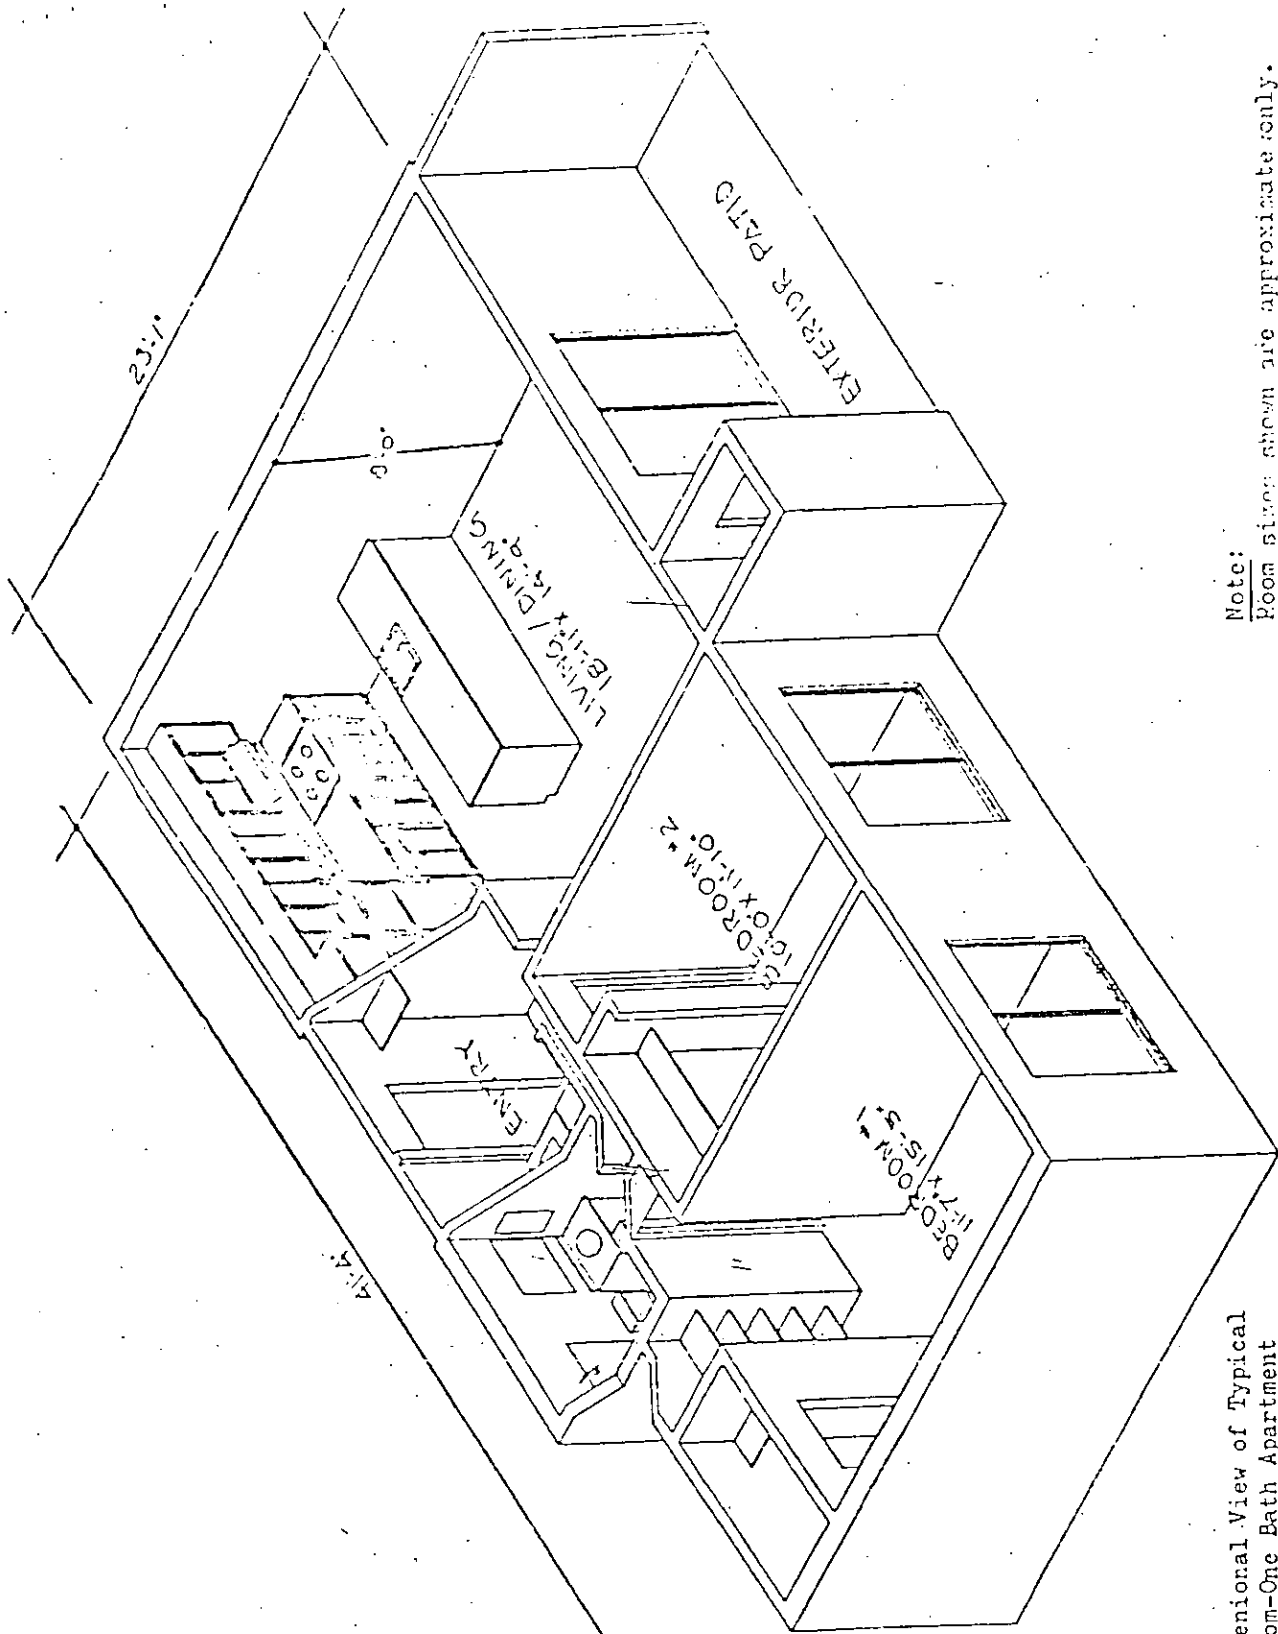 23'-1"
41'-4"
LIVING / DINING
18'-11" x 14'-9"
EXTERIOR PATIO
ENTRY
BEDROOM #2
10'-0" x 11'-10"
BEDROOM #1
11'-7" x 15'-5"
enional View of Typical
om-One Bath Apartment
Note:
Room sizes shown are approximate only.